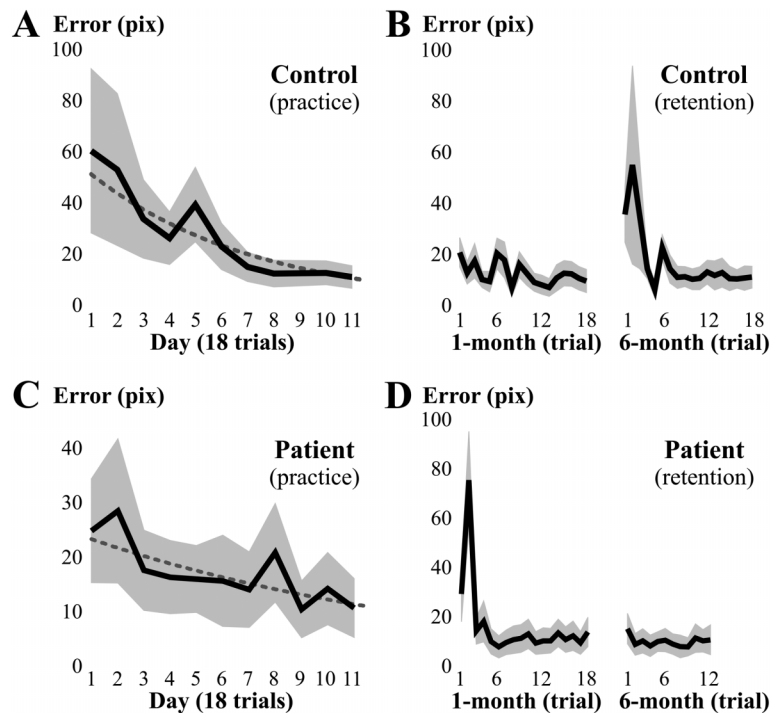 A Error (pix)
100
80
60
40
20
0
Control
(practice)
1 2 3 4 5 6 7 8 9 10 11
Day (18 trials)
B Error (pix)
100
80
60
40
20
0
Control
(retention)
1 6 12 18 1 6 12 18
1-month (trial) 6-month (trial)
C Error (pix)
40
30
20
10
0
Patient
(practice)
1 2 3 4 5 6 7 8 9 10 11
Day (18 trials)
D Error (pix)
100
80
60
40
20
0
Patient
(retention)
1 6 12 18 1 6 12 18
1-month (trial) 6-month (trial)